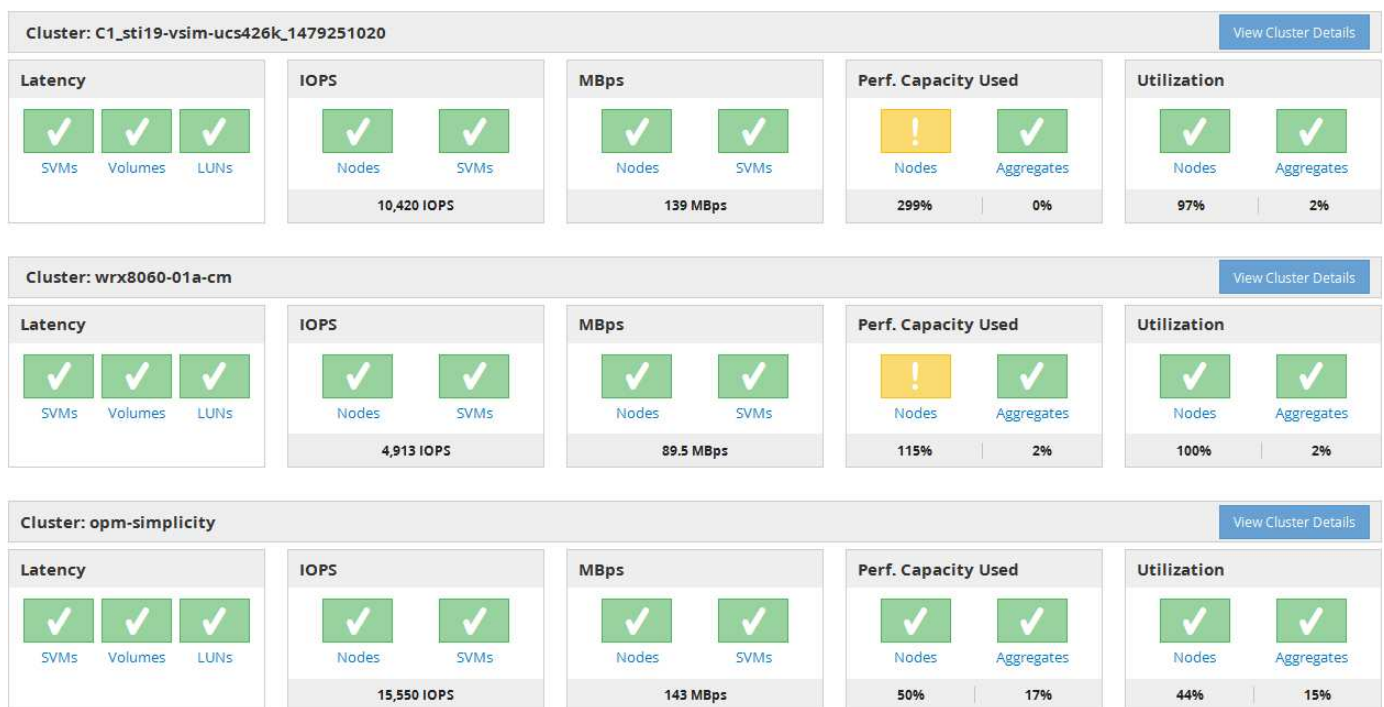 Cluster: C1_sti19-vsim-ucs426k_1479251020 View Cluster Details
Latency IOPS MBps Perf. Capacity Used Utilization
SVMs Volumes LUNs Nodes SVMs Nodes SVMs Nodes Aggregates Nodes Aggregates
10,420 IOPS 139 MBps 299% 0% 97% 2%
Cluster: wrx8060-01a-cm View Cluster Details
Latency IOPS MBps Perf. Capacity Used Utilization
SVMs Volumes LUNs Nodes SVMs Nodes SVMs Nodes Aggregates Nodes Aggregates
4,913 IOPS 89.5 MBps 115% 2% 100% 2%
Cluster: opm-simplicity View Cluster Details
Latency IOPS MBps Perf. Capacity Used Utilization
SVMs Volumes LUNs Nodes SVMs Nodes SVMs Nodes Aggregates Nodes Aggregates
15,550 IOPS 143 MBps 50% 17% 44% 15%